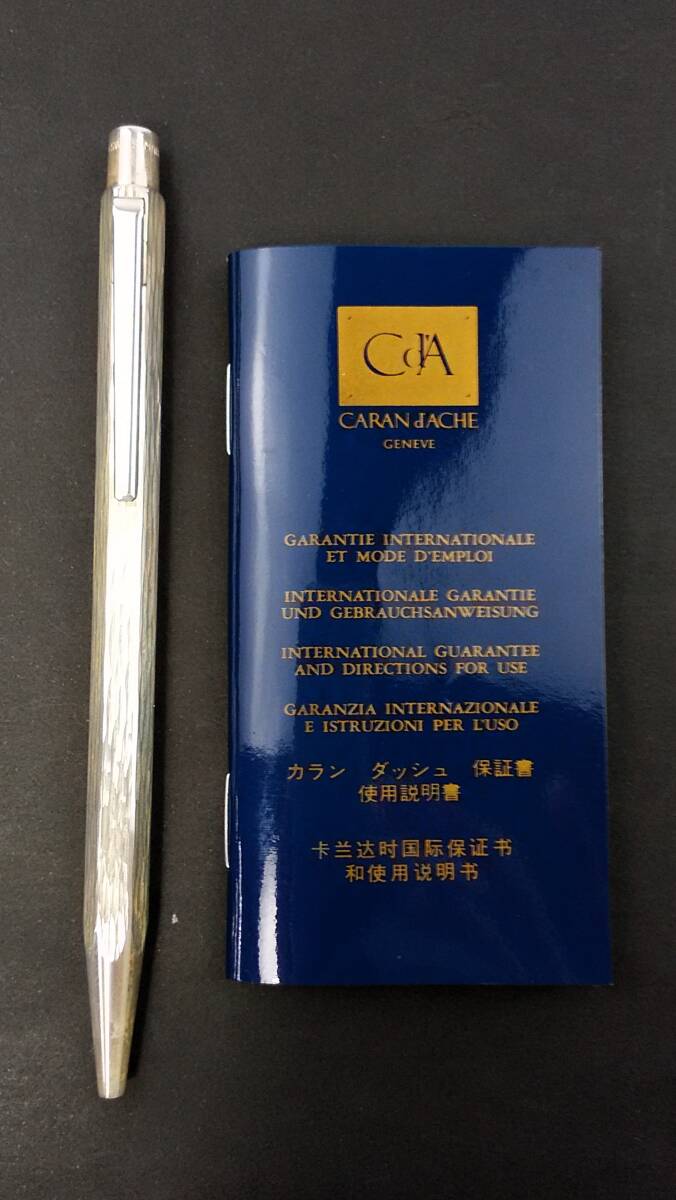 CdA
CARAN d'ACHE
GENEVE
GARANTIE INTERNATIONALE
ET MODE D'EMPLOI
INTERNATIONALE GARANTIE
UND GEBRAUCHSANWEISUNG
INTERNATIONAL GUARANTEE
AND DIRECTIONS FOR USE
GARANZIA INTERNAZIONALE
E ISTRUZIONI PER L'USO
カラン ダッシュ 保証書
使用説明書
卡兰达时国际保证书
和使用说明书